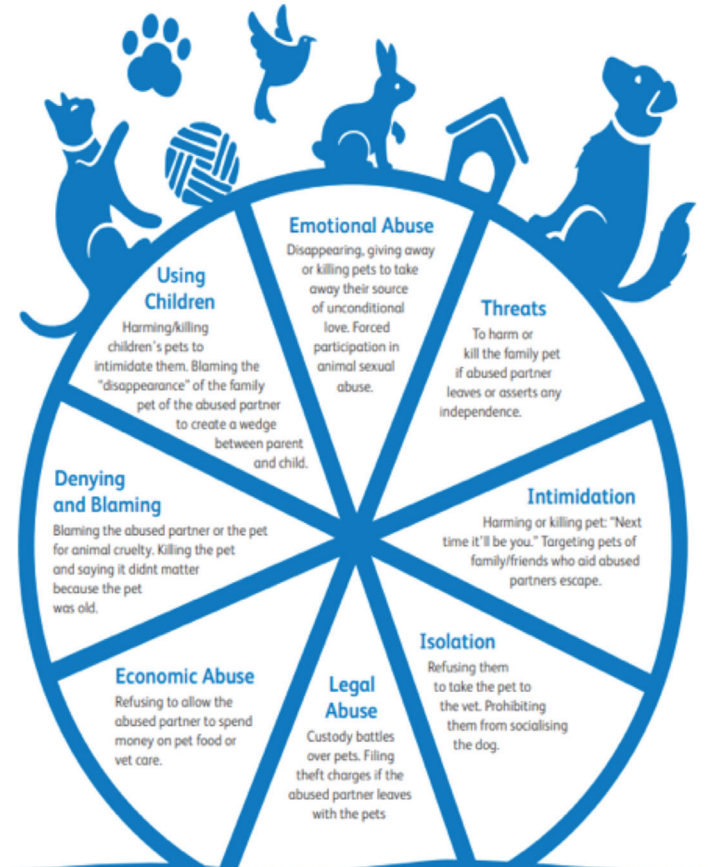 Emotional Abuse
Disappearing, giving away
or killing pets to take
away their source
of unconditional
love. Forced
participation in
animal sexual
abuse.
Threats
To harm or
kill the family pet
if abused partner
leaves or asserts any
independence.
Intimidation
Harming or killing pet: "Next
time it'll be you." Targeting pets of
family/friends who aid abused
partners escape.
Isolation
Refusing them
to take the pet to
the vet. Prohibiting
them from socialising
the dog.
Legal
Abuse
Custody battles
over pets. Filing
theft charges if the
abused partner leaves
with the pets
Economic Abuse
Refusing to allow the
abused partner to spend
money on pet food or
vet care.
Denying
and Blaming
Blaming the abused partner or the pet
for animal cruelty. Killing the pet
and saying it didnt matter
because the pet
was old.
Using
Children
Harming/killing
children's pets to
intimidate them. Blaming the
"disappearance" of the family
pet of the abused partner
to create a wedge
between parent
and child.